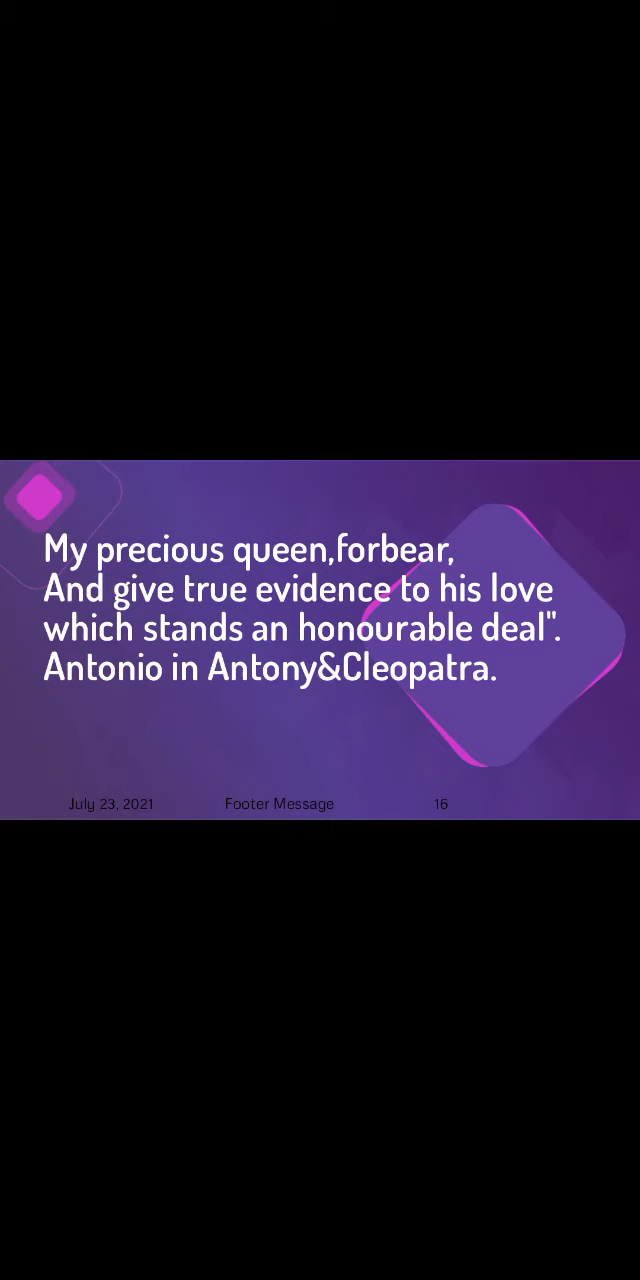 My precious queen,forbear,
And give true evidence to his love
which stands an honourable deal".
Antonio in Antony&Cleopatra.
July 23, 2021 Footer Message 16